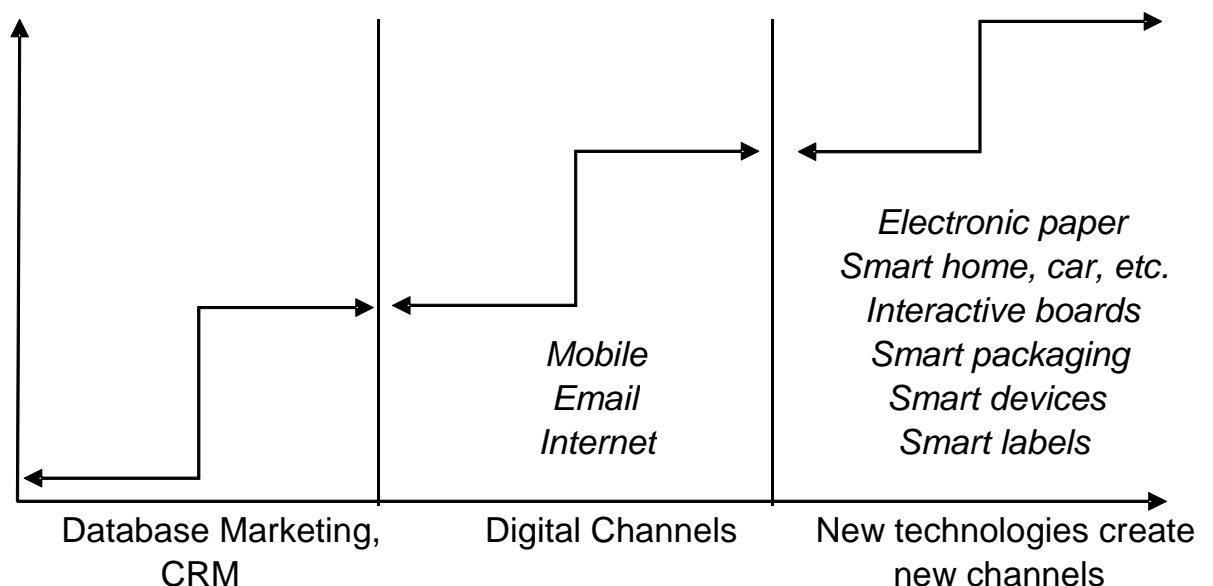 Electronic paper
Smart home, car, etc.
Interactive boards
Mobile
Smart packaging
Email
Smart devices
Internet
Smart labels
Database Marketing,
CRM
Digital Channels
New technologies create
new channels